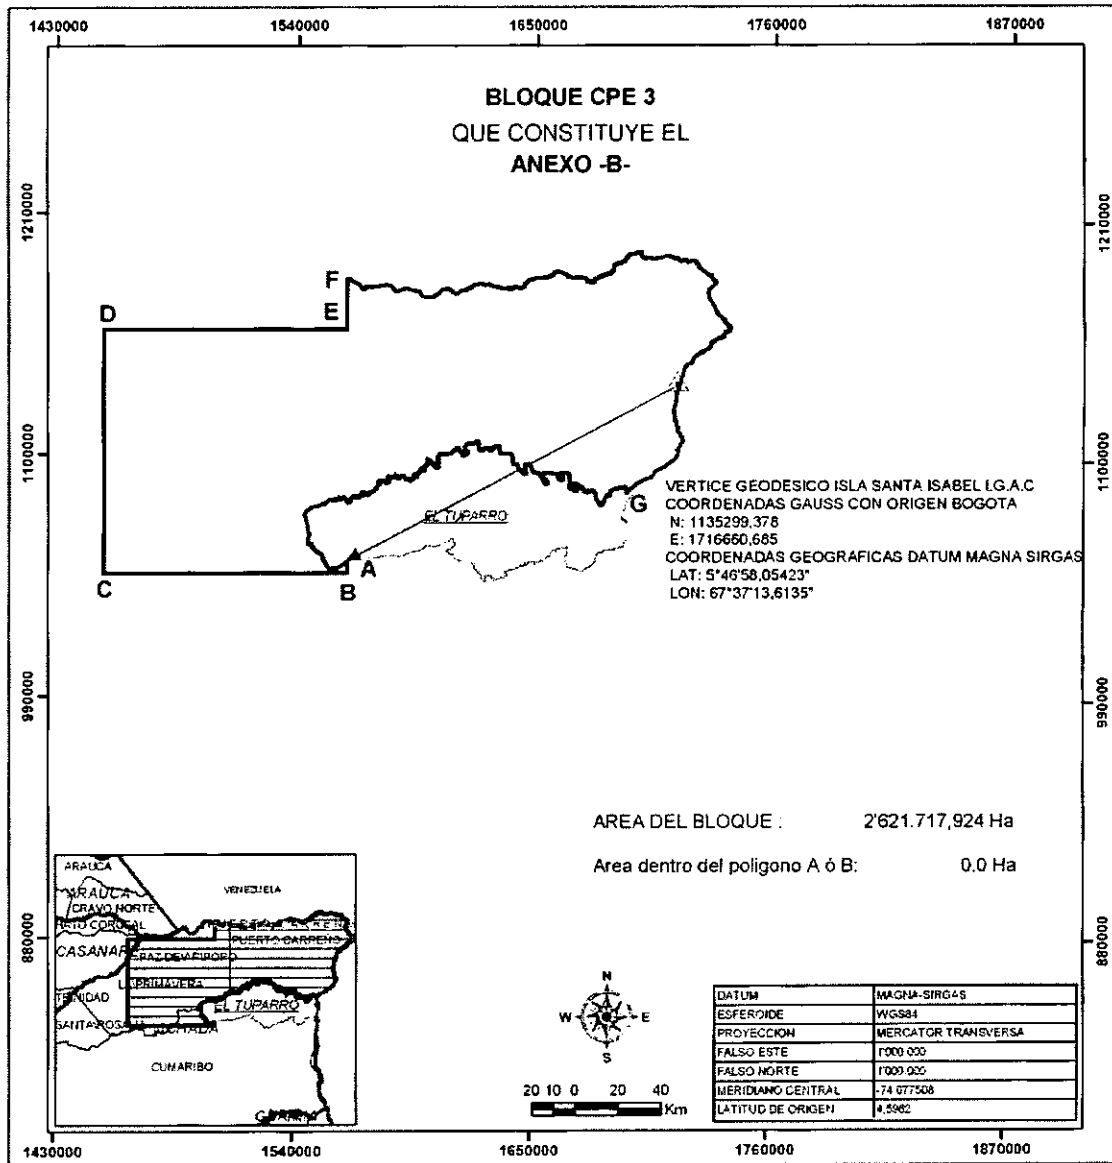 1430000 1540000 1650000 1760000 1870000
BLOQUE CPE 3
QUE CONSTITUYE EL
ANEXO -B-
1210000 1210000
F
D E
1100000 1100000
VERTICE GEODESICO ISLA SANTA ISABEL I.G.A.C
G COORDENADAS GAUSS CON ORIGEN BOGOTA
EL TUPARRO N: 1135299,378
E: 1716660,685
COORDENADAS GEOGRAFICAS DATUM MAGNA SIRGAS
A LAT: 5°46'58,05423"
C B LON: 67°37'13,6135"
990000 990000
AREA DEL BLOQUE : 2'621.717,924 Ha
Area dentro del poligono A ó B: 0.0 Ha
ARAUCA
VENEZUELA
ARAUCA
CRAVO NORTE
880000 880000
PUERTO CARREÑO
CASANARE
LA PRIMAVERA
TRINIDAD EL TUPARRO
CUMARIBO
N
W E
S
DATUM MAGNA-SIRGAS
ESFEROIDE WGS84
PROYECCION MERCATOR TRANSVERSA
FALSO ESTE 1'000.000
FALSO NORTE 1'000.000
MERIDIANO CENTRAL -74.077508
LATITUD DE ORIGEN 4,5962
20 10 0 20 40
Km
1430000 1540000 1650000 1760000 1870000